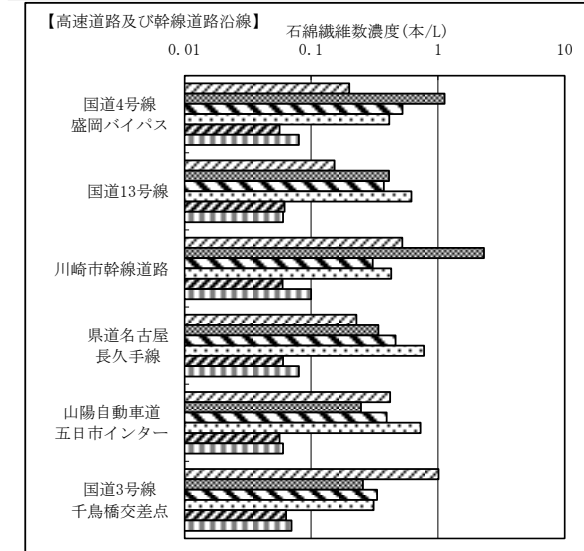 【高速道路及び幹線道路沿線】
石綿繊維数濃度(本/L)
0.01 0.1 1 10
国道4号線
盛岡バイパス
国道13号線
川崎市幹線道路
県道名古屋
長久手線
山陽自動車道
五日市インター
国道3号線
千鳥橋交差点